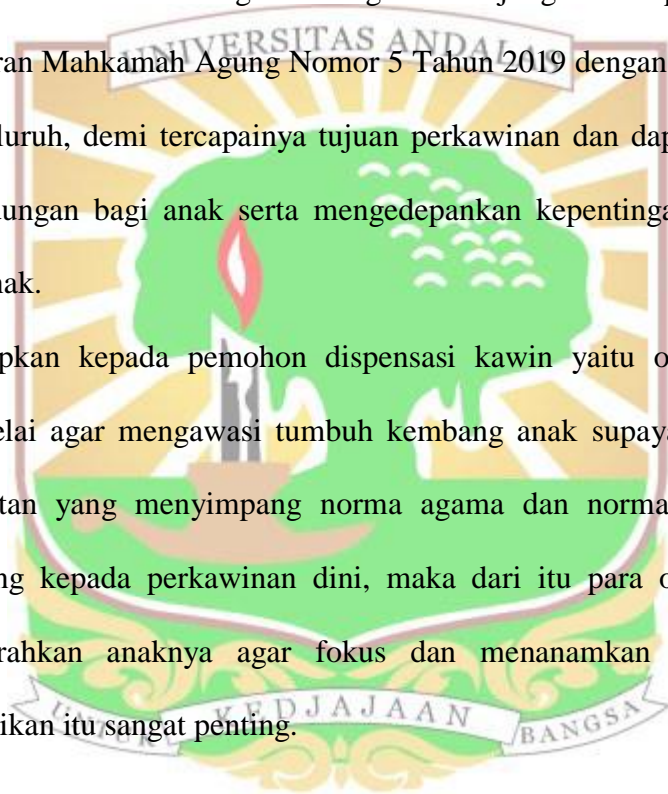 UNIVERSITAS ANDALAS
ran Mahkamah Agung Nomor 5 Tahun 2019 dengan
luruh, demi tercapainya tujuan perkawinan dan dap
ungan bagi anak serta mengedepankan kepentinga
nak.
pkan kepada pemohon dispensasi kawin yaitu o
elai agar mengawasi tumbuh kembang anak supaya
tan yang menyimpang norma agama dan norma
ng kepada perkawinan dini, maka dari itu para o
rahkan anaknya agar fokus dan menanamkan
ikan itu sangat penting.
UNTUK KEDJAJAAN BANGSA